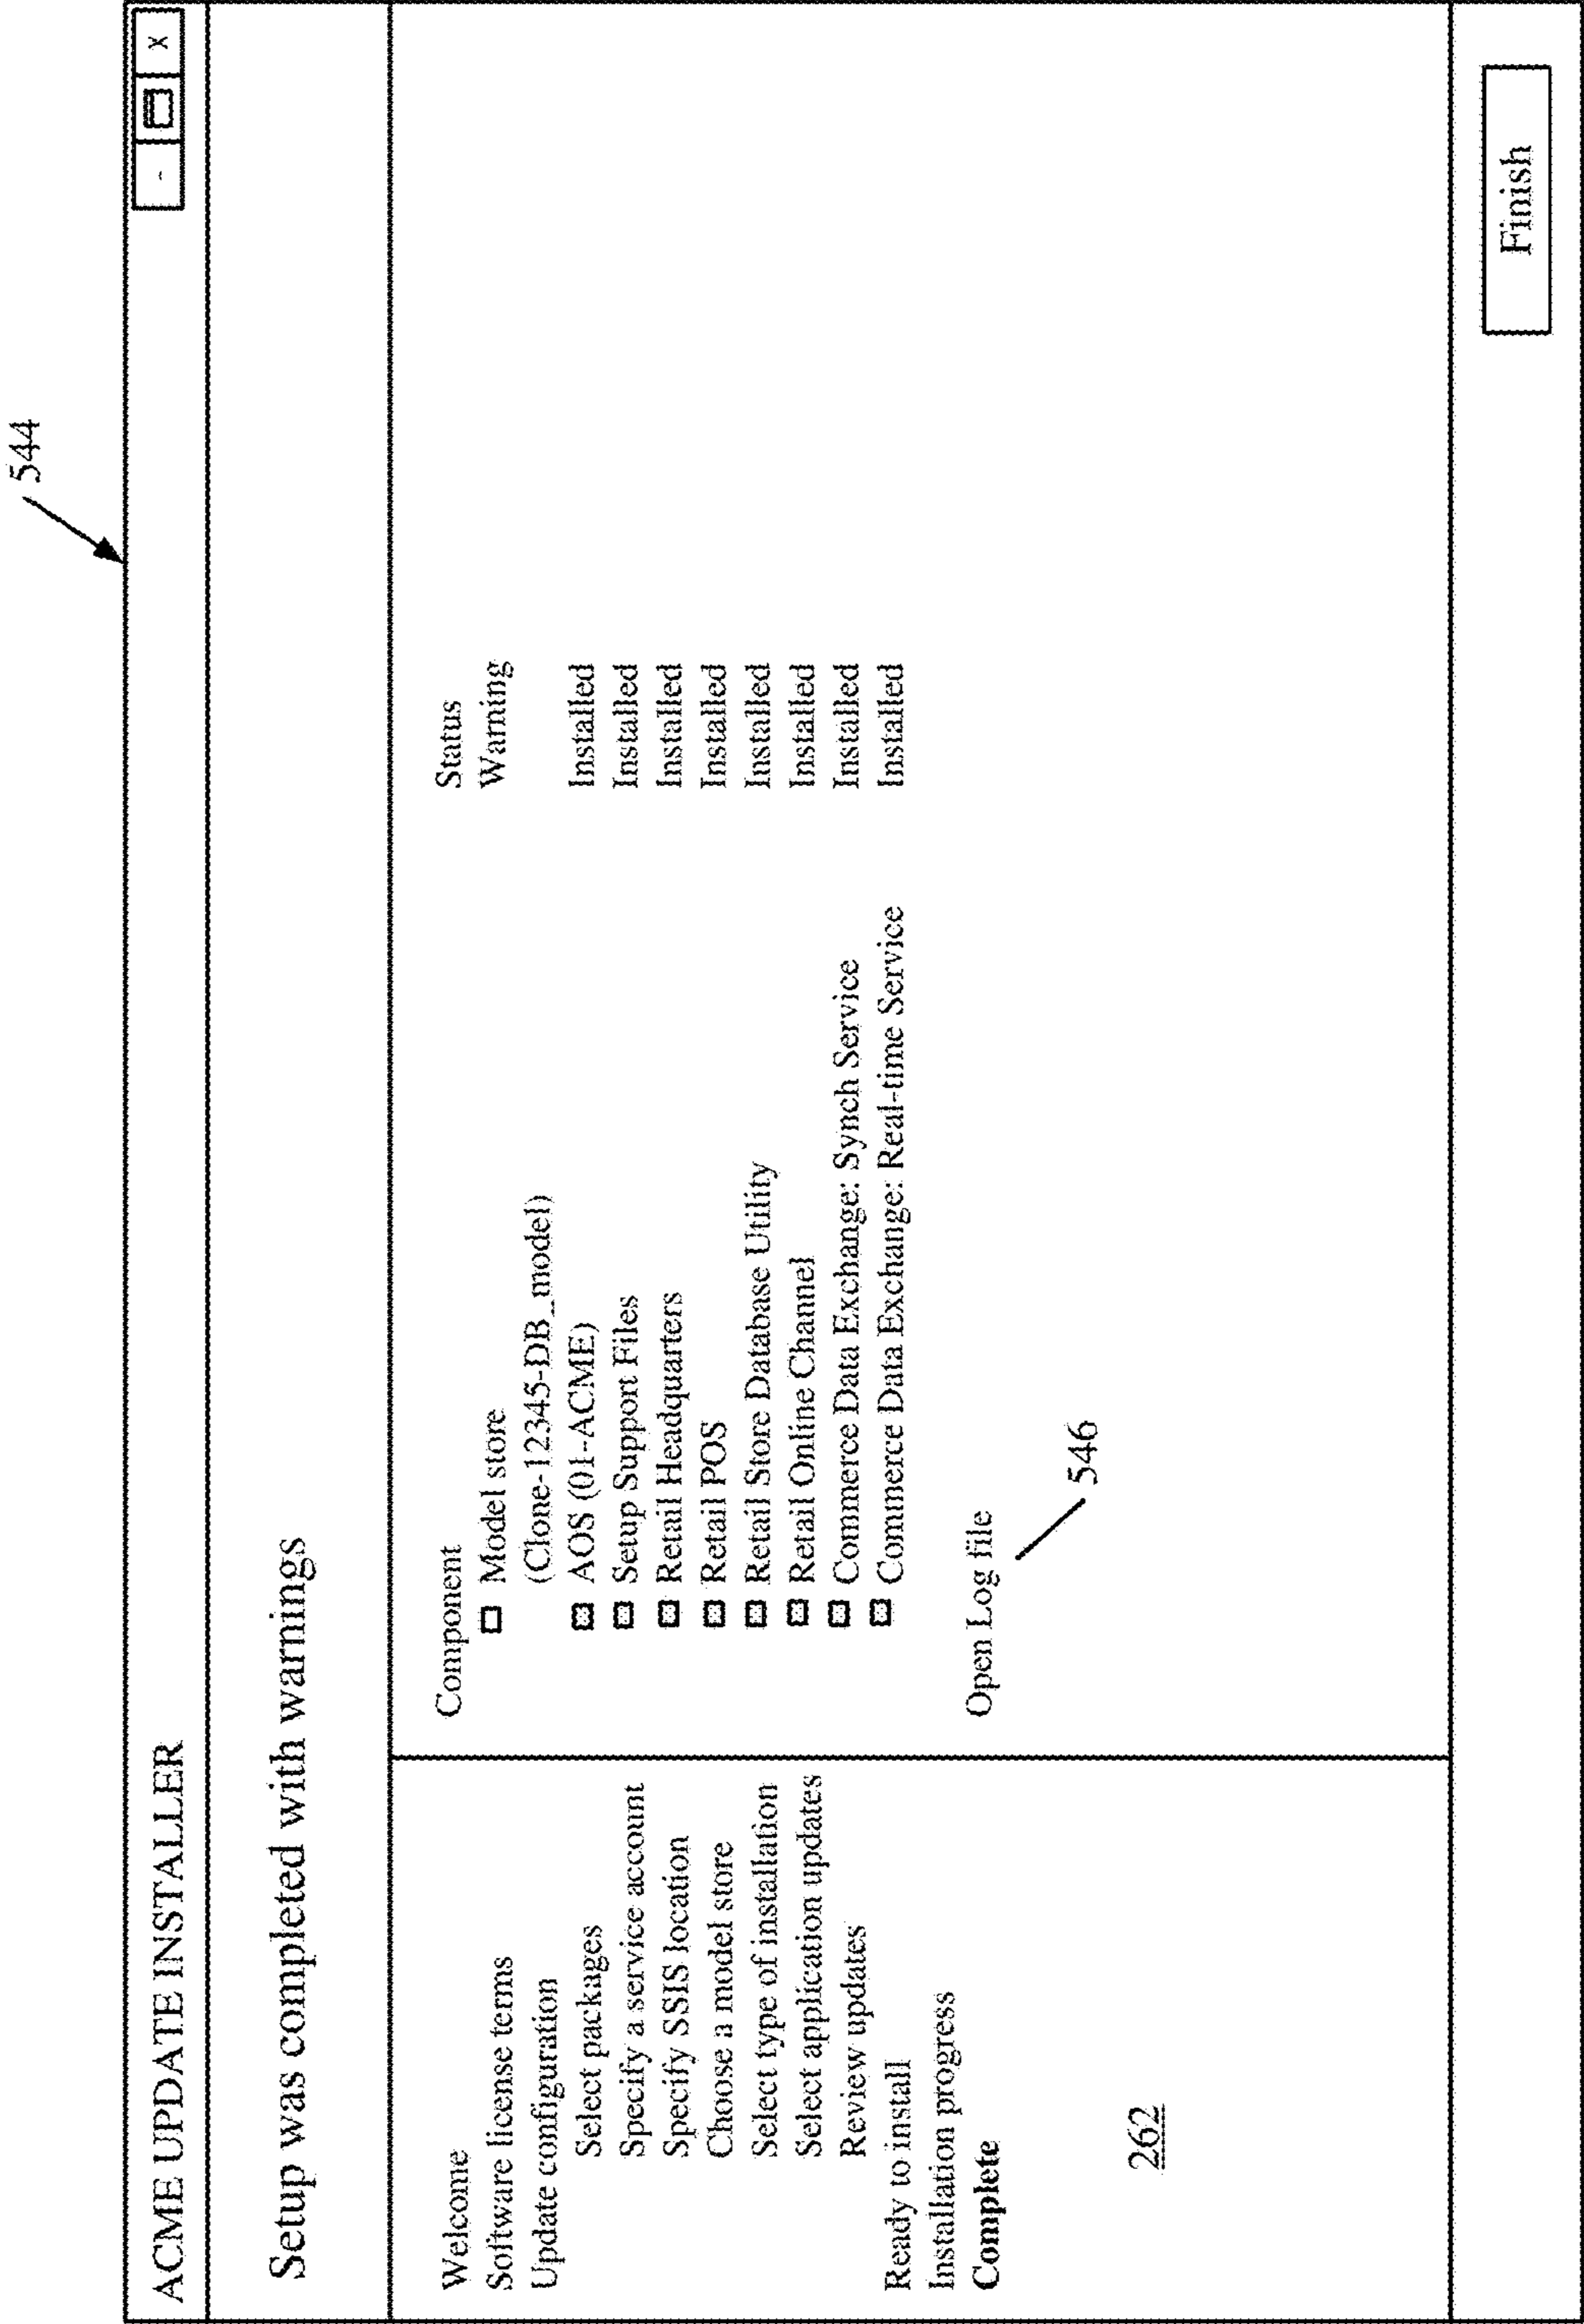 544
ACME UPDATE INSTALLER
- x
Setup was completed with warnings
Welcome
Software license terms
Update configuration
Select packages
Specify a service account
Specify SSIS location
Choose a model store
Select type of installation
Select application updates
Review updates
Ready to install
Installation progress
Complete
262
Component Status
Model store Warning
(Clone-12345-DB_model)
AOS (01-ACME) Installed
Setup Support Files Installed
Retail Headquarters Installed
Retail POS Installed
Retail Store Database Utility Installed
Retail Online Channel Installed
Commerce Data Exchange: Synch Service Installed
Commerce Data Exchange: Real-time Service Installed
Open Log file
546
Finish